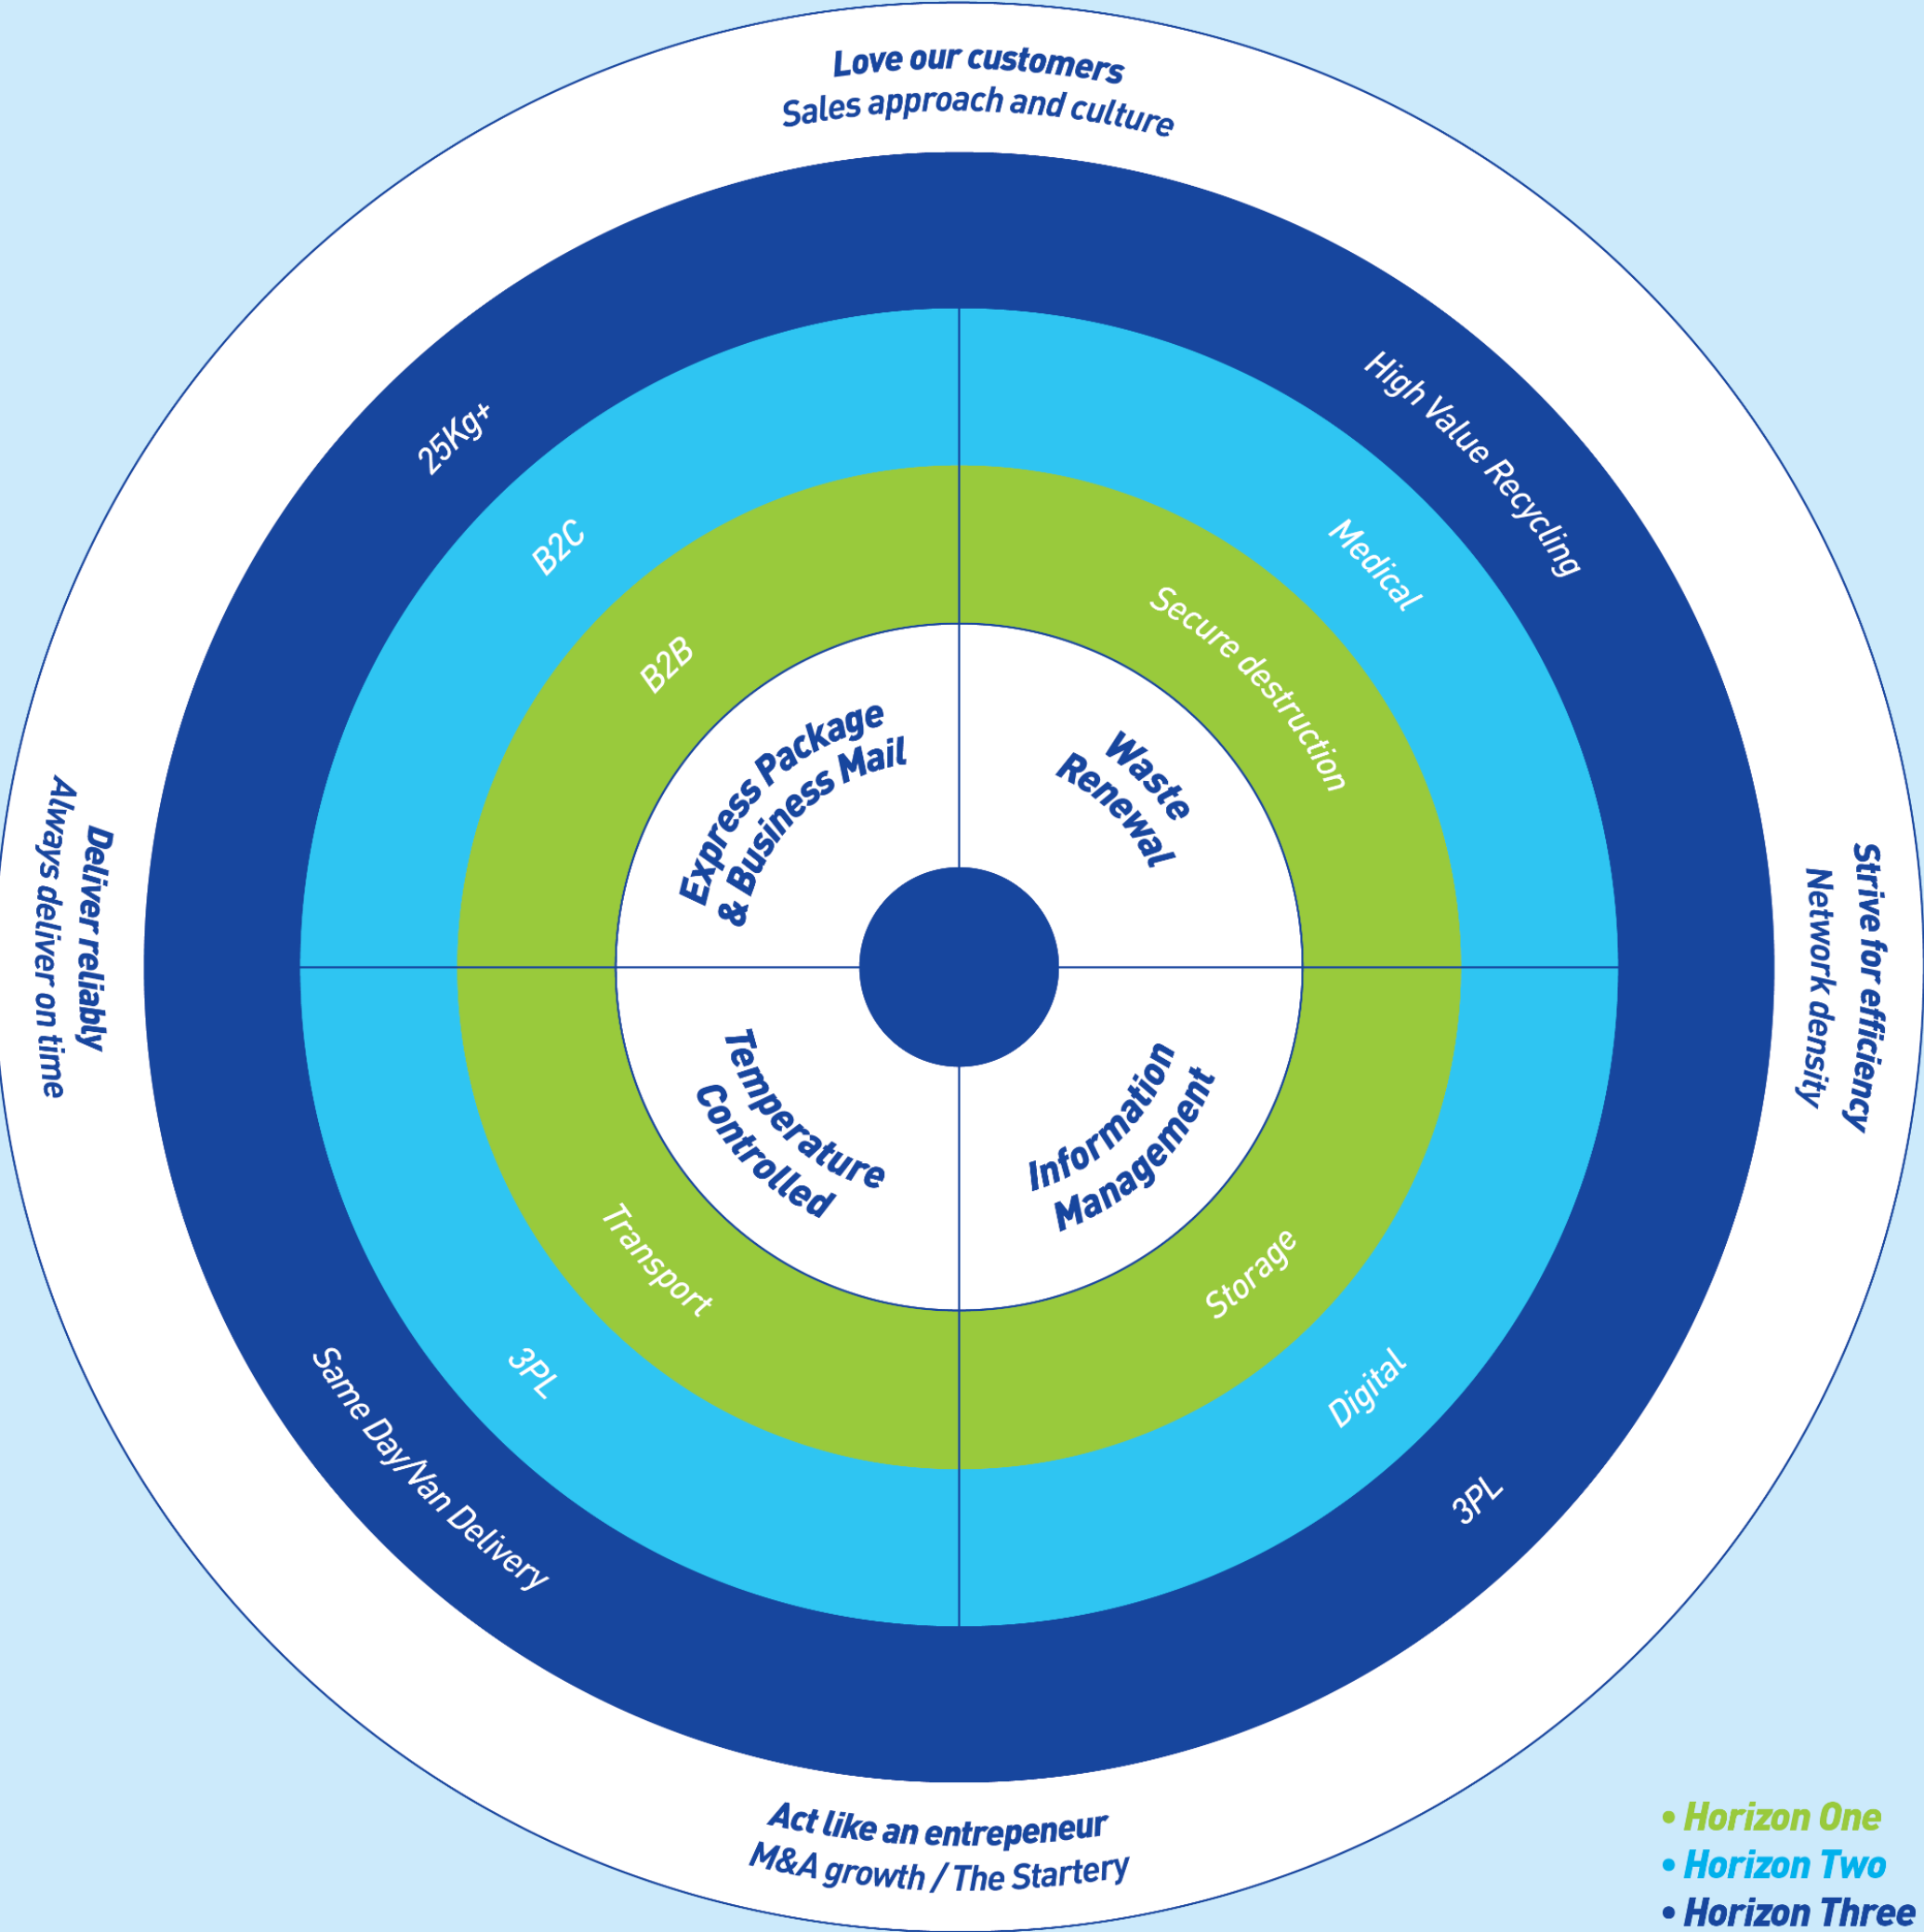 Love our customers
Sales approach and culture
25Kg+
High Value Recycling
B2C
Medical
B2B
Secure destruction
Express Package
& Business Mail
Waste
Renewal
Deliver reliably
Always deliver on time
Strive for efficiency
Network density
Temperature
Controlled
Information
Management
Transport
Storage
3PL
Digital
Same Day/Van Delivery
3PL
Act like an entrepeneur
M&A growth / The Startery
• Horizon One
• Horizon Two
• Horizon Three